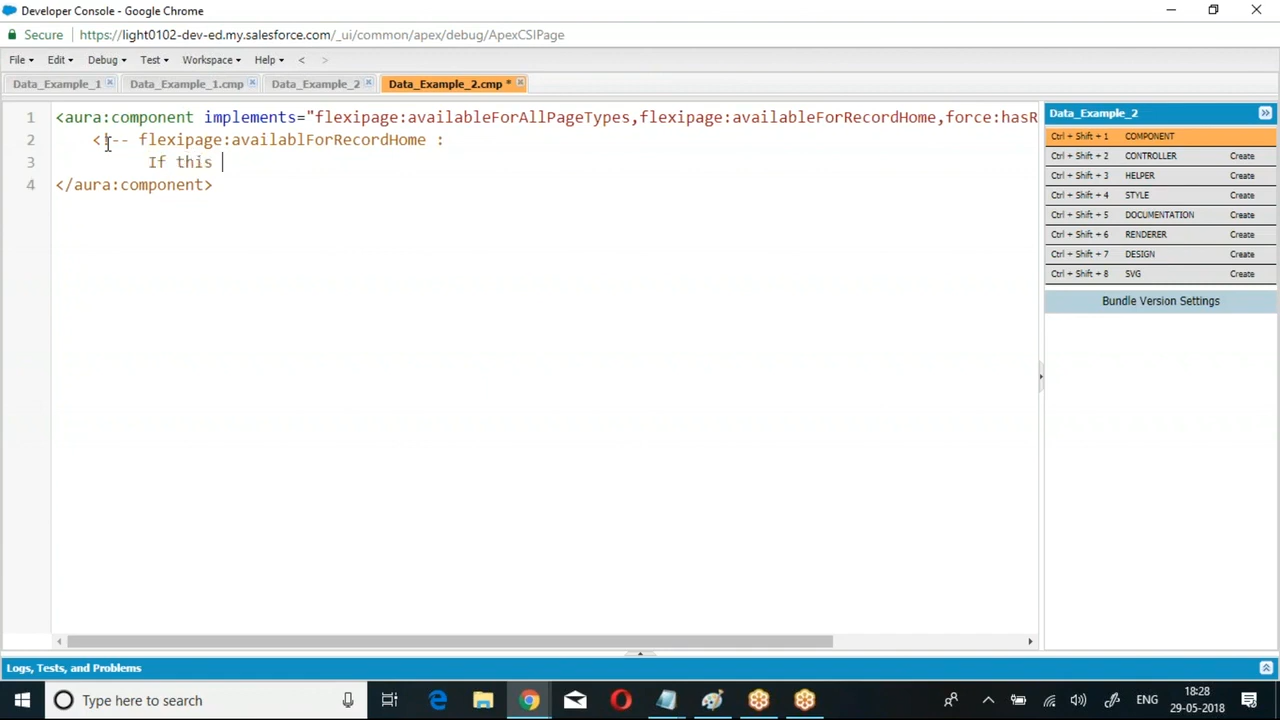 Developer Console - Google Chrome
Secure https://light0102-dev-ed.my.salesforce.com/_ui/common/apex/debug/ApexCSIPage
File Edit Debug Test Workspace Help < >
Data_Example_1 Data_Example_1.cmp Data_Example_2 Data_Example_2.cmp *
1 <aura:component implements="flexipage:availableForAllPageTypes,flexipage:availableForRecordHome,force:hasR
2 <!-- flexipage:availablForRecordHome :
3 If this
4 </aura:component>
Data_Example_2
Ctrl + Shift + 1 COMPONENT
Ctrl + Shift + 2 CONTROLLER Create
Ctrl + Shift + 3 HELPER Create
Ctrl + Shift + 4 STYLE Create
Ctrl + Shift + 5 DOCUMENTATION Create
Ctrl + Shift + 6 RENDERER Create
Ctrl + Shift + 7 DESIGN Create
Ctrl + Shift + 8 SVG Create
Bundle Version Settings
Logs, Tests, and Problems
Type here to search
ENG
18:28
29-05-2018